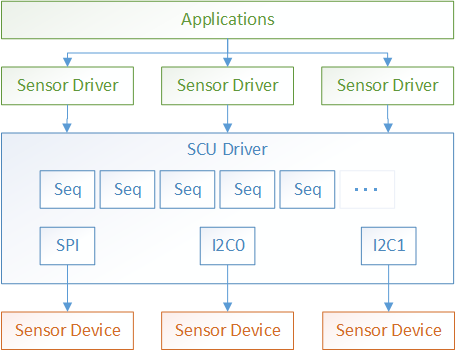 Applications
Sensor Driver Sensor Driver Sensor Driver
SCU Driver
Seq Seq Seq Seq Seq ...
SPI I2C0 I2C1
Sensor Device Sensor Device Sensor Device